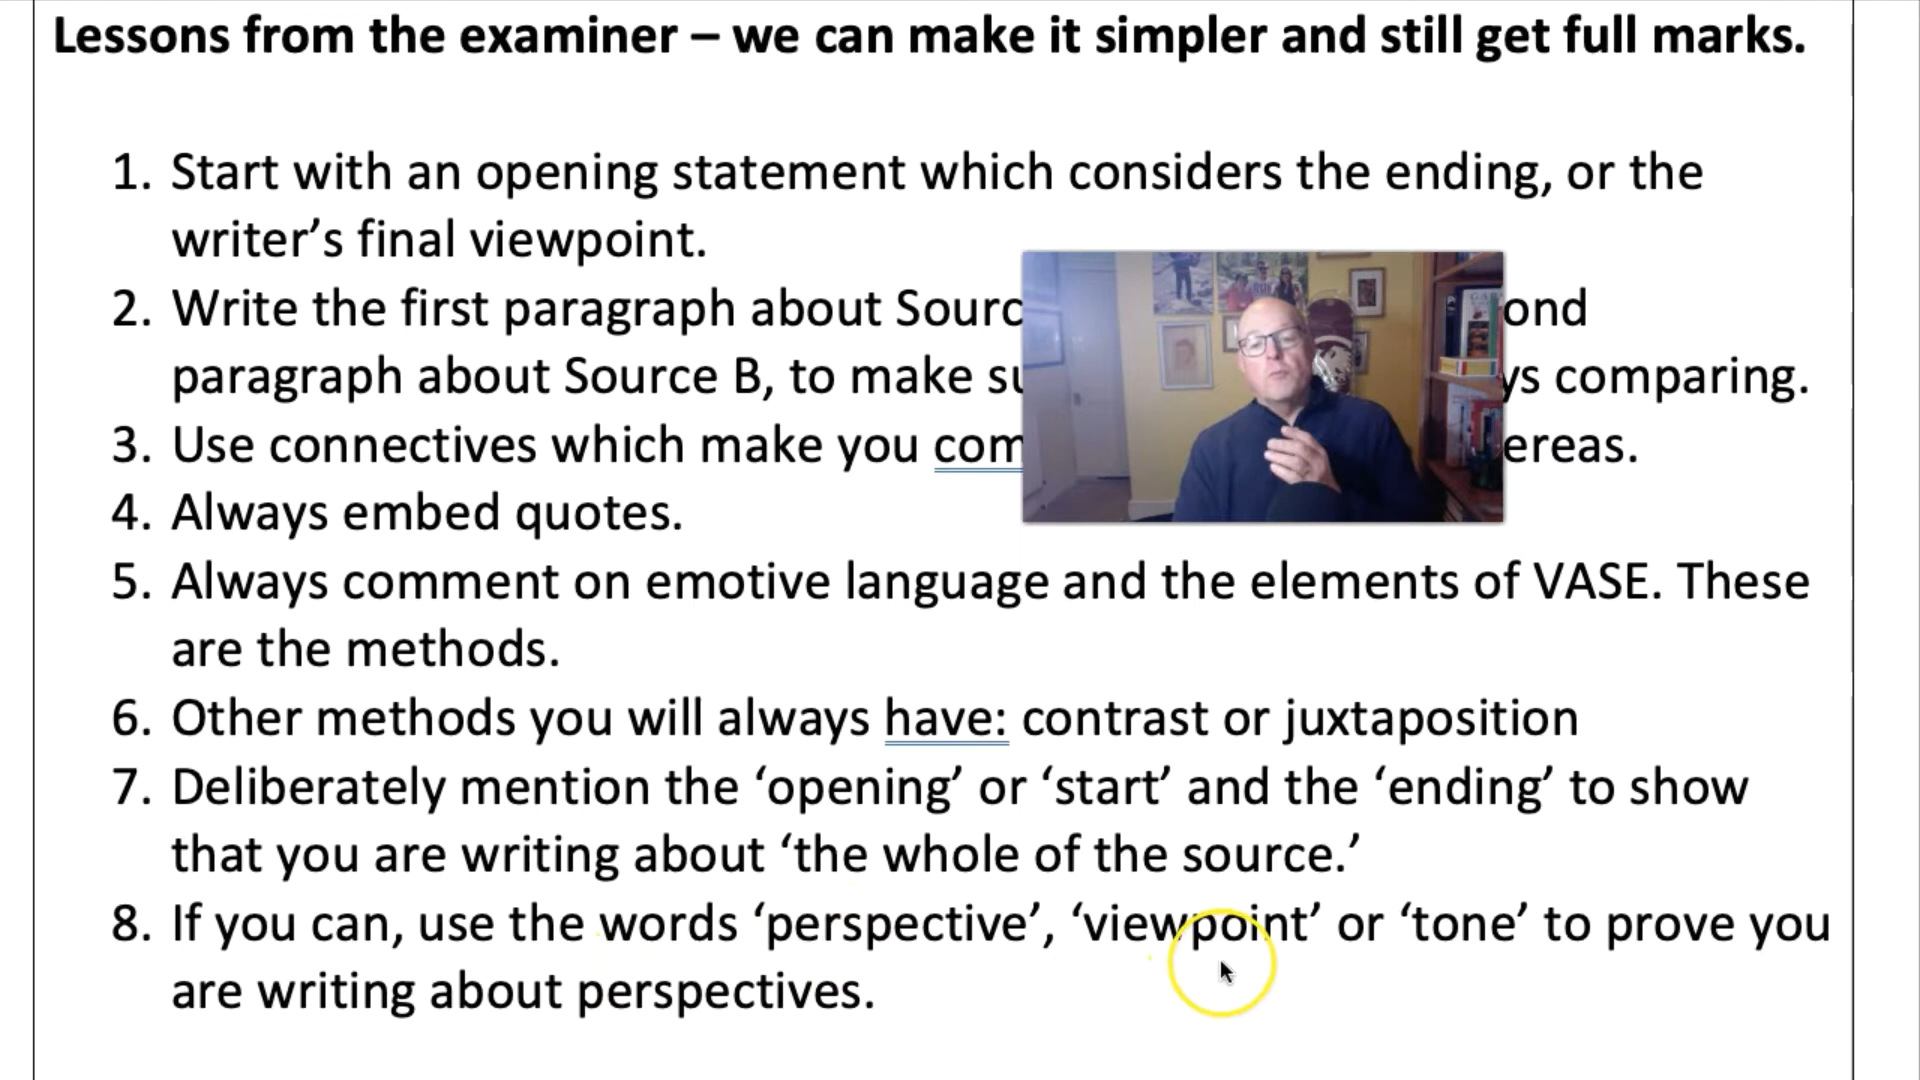 Lessons from the examiner – we can make it simpler and still get full marks.
1. Start with an opening statement which considers the ending, or the
writer’s final viewpoint.
2. Write the first paragraph about
paragraph about Source B, to make comparing.
3. Use connectives which make you
4. Always embed quotes.
5. Always comment on emotive language and the elements of VASE. These
are the methods.
6. Other methods you will always have: contrast or juxtaposition
7. Deliberately mention the ‘opening’ or ‘start’ and the ‘ending’ to show
that you are writing about ‘the whole of the source.’
8. If you can, use the words ‘perspective’, ‘viewpoint’ or ‘tone’ to prove you
are writing about perspectives.